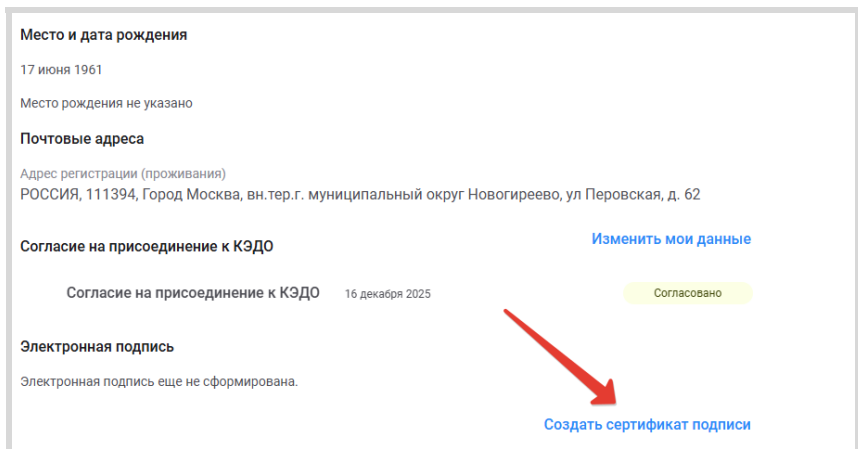 Место и дата рождения
17 июня 1961
Место рождения не указано
Почтовые адреса
Адрес регистрации (проживания)
РОССИЯ, 111394, Город Москва, вн.тер.г. муниципальный округ Новогиреево, ул Перовская, д. 62
Изменить мои данные
Согласие на присоединение к КЭДО
Согласие на присоединение к КЭДО 16 декабря 2025 Согласовано
Электронная подпись
Электронная подпись еще не сформирована.
Создать сертификат подписи